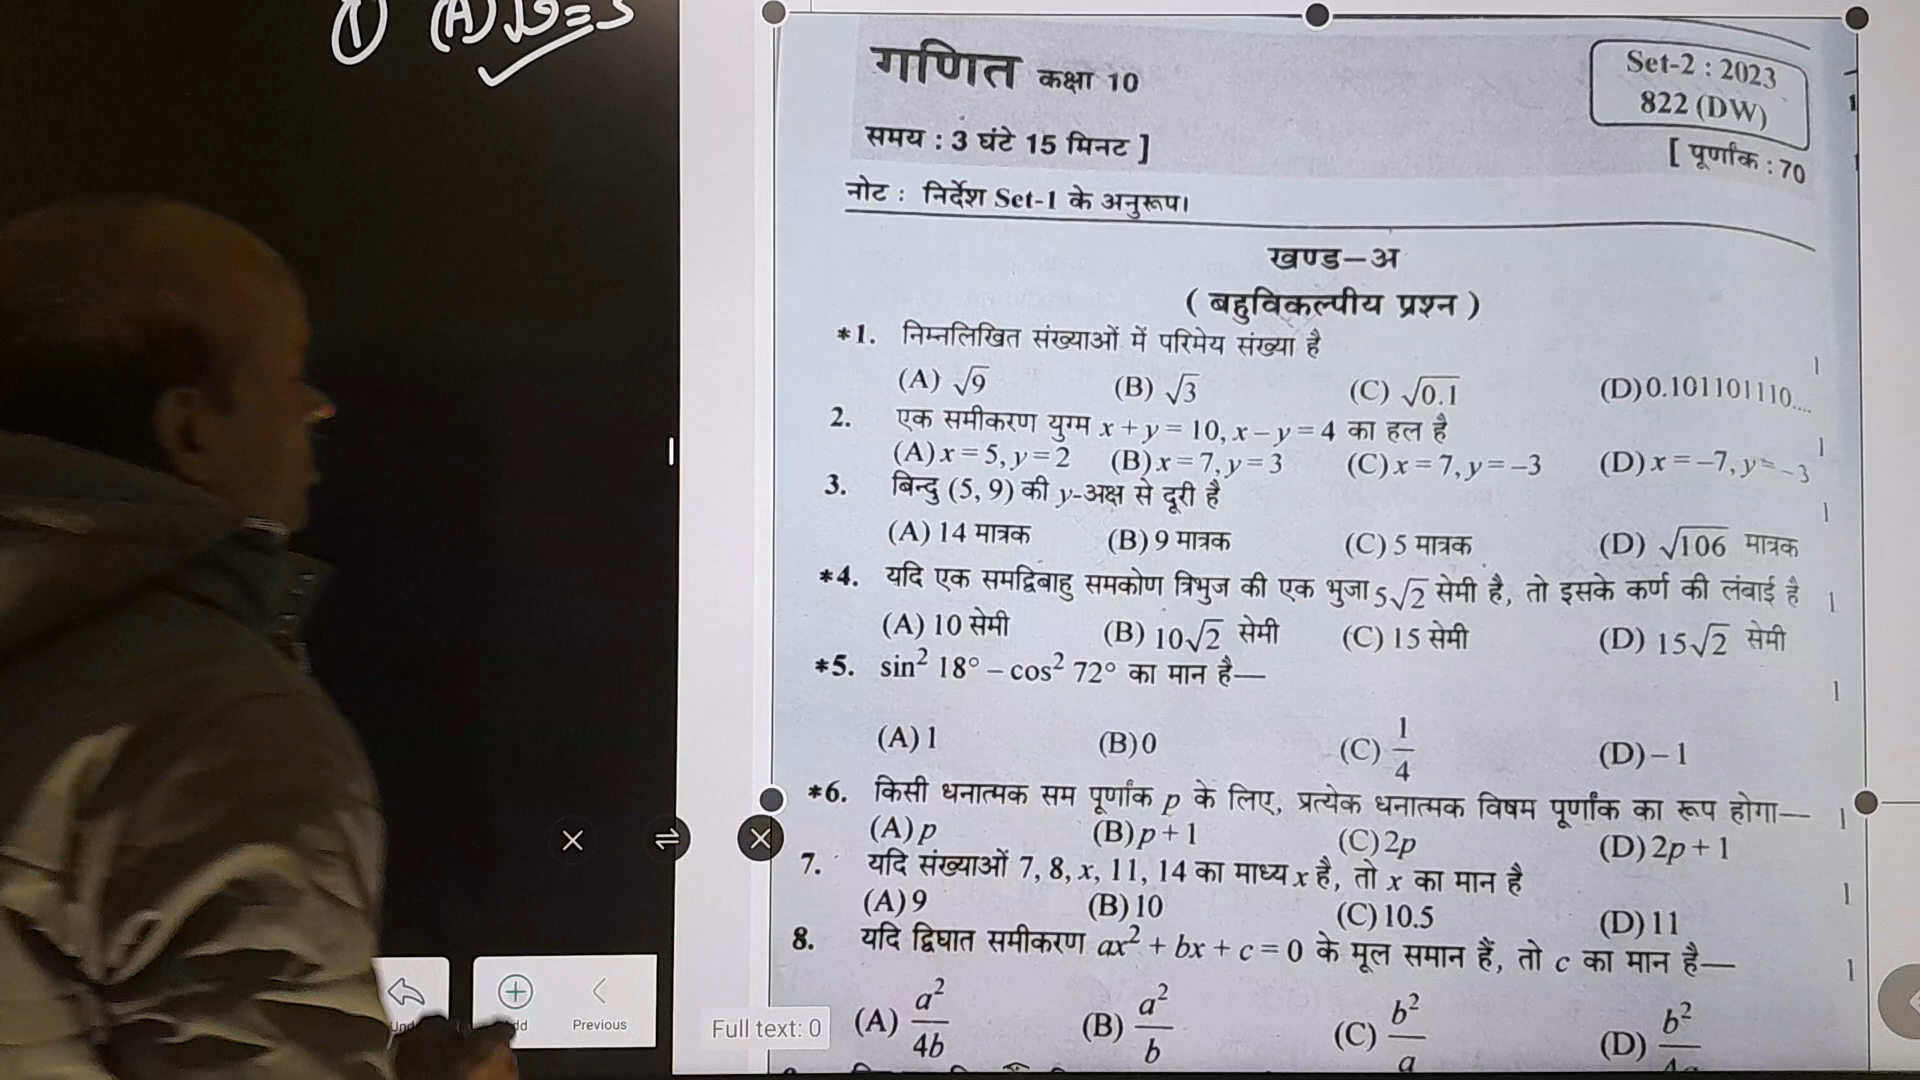 ① (A) √9 = 3
गणित कक्षा 10
Set-2 : 2023
822 (DW)
समय : 3 घंटे 15 मिनट ]
[ पूर्णांक : 70
नोट : निर्देश Set-1 के अनुरूप।
खण्ड–अ
( बहुविकल्पीय प्रश्न )
*1. निम्नलिखित संख्याओं में परिमेय संख्या है 1
(A) √9 (B) √3 (C) √0.1 (D) 0.101101110....
2. एक समीकरण युग्म x + y = 10, x – y = 4 का हल है 1
(A) x = 5, y = 2 (B) x = 7, y = 3 (C) x = 7, y = –3 (D) x = –7, y = –3
3. बिन्दु (5, 9) की y-अक्ष से दूरी है 1
(A) 14 मात्रक (B) 9 मात्रक (C) 5 मात्रक (D) √106 मात्रक
*4. यदि एक समद्विबाहु समकोण त्रिभुज की एक भुजा 5√2 सेमी है, तो इसके कर्ण की लंबाई है 1
(A) 10 सेमी (B) 10√2 सेमी (C) 15 सेमी (D) 15√2 सेमी
*5. sin² 18° – cos² 72° का मान है— 1
(A) 1 (B) 0 (C) 1/4 (D) – 1
*6. किसी धनात्मक सम पूर्णांक p के लिए, प्रत्येक धनात्मक विषम पूर्णांक का रूप होगा— 1
(A) p (B) p + 1 (C) 2p (D) 2p + 1
7. यदि संख्याओं 7, 8, x, 11, 14 का माध्य x है, तो x का मान है 1
(A) 9 (B) 10 (C) 10.5 (D) 11
8. यदि द्विघात समीकरण ax² + bx + c = 0 के मूल समान हैं, तो c का मान है— 1
(A) a²/4b (B) a²/b (C) b²/a (D) b²/4a
Previous
Full text: 0